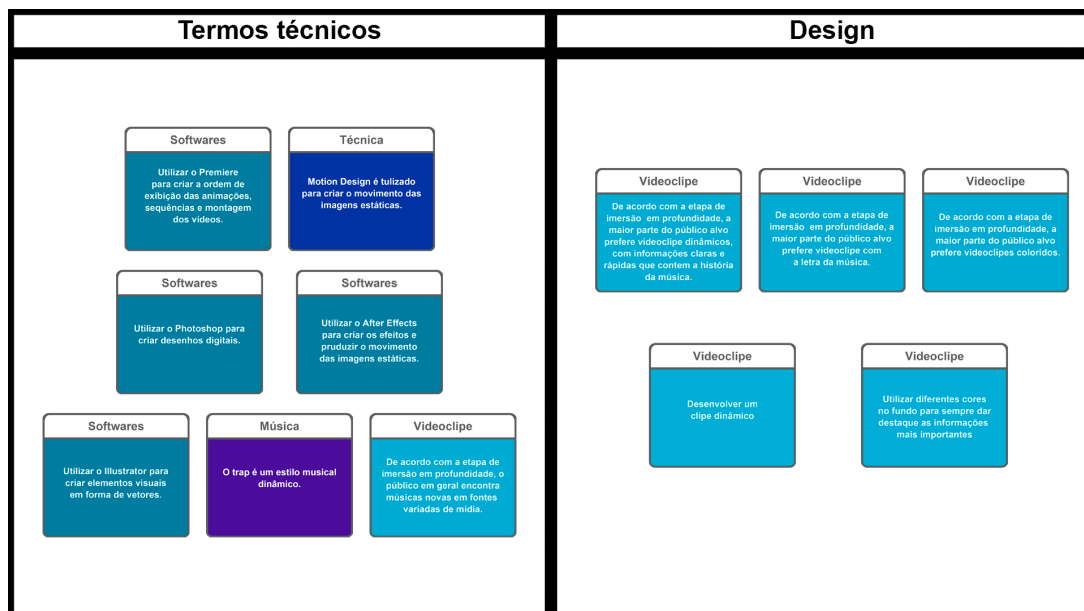 Termos técnicos
Softwares
Utilizar o Premiere
para criar a ordem de
exibição das animações,
sequências e montagem
dos vídeos.
Técnica
Motion Design é tulizado
para criar o movimento das
imagens estáticas.
Softwares
Utilizar o Photoshop para
criar desenhos digitais.
Softwares
Utilizar o After Effects
para criar os efeitos e
pruduzir o movimento
das imagens estáticas.
Softwares
Utilizar o Illustrator para
criar elementos visuais
em forma de vetores.
Música
O trap é um estilo musical
dinâmico.
Videoclipe
De acordo com a etapa de
imersão em profundidade, o
público em geral encontra
músicas novas em fontes
variadas de mídia.
Design
Videoclipe
De acordo com a etapa de
imersão em profundidade, a
maior parte do público alvo
prefere videoclipe dinâmicos,
com informações claras e
rápidas que contem a história
da música.
Videoclipe
De acordo com a etapa de
imersão em profundidade, a
maior parte do público alvo
prefere videoclipe com
a letra da música.
Videoclipe
De acordo com a etapa de
imersão em profundidade, a
maior parte do público alvo
prefere videoclipes coloridos.
Videoclipe
Desenvolver um
clipe dinâmico
Videoclipe
Utilizar diferentes cores
no fundo para sempre dar
destaque as informações
mais importantes